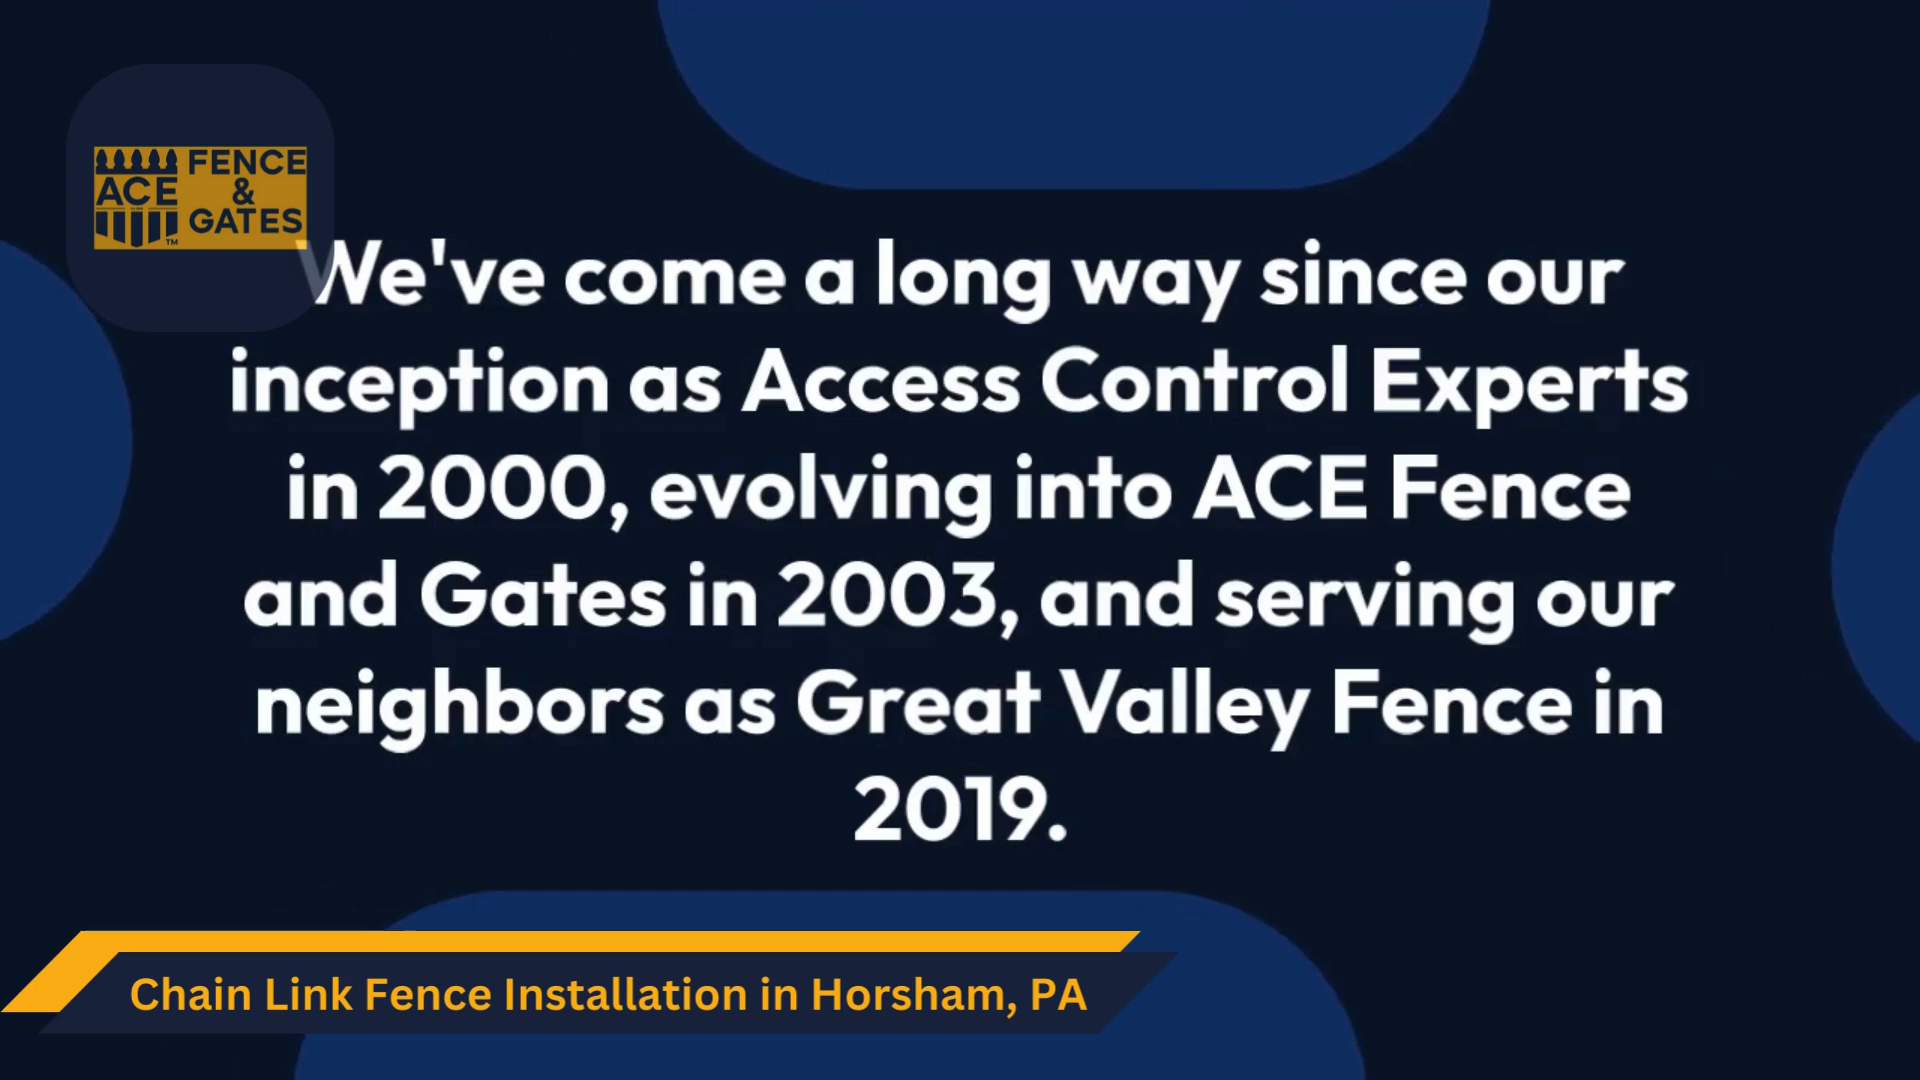 FENCE
ACE &
GATES
TM
We've come a long way since our
inception as Access Control Experts
in 2000, evolving into ACE Fence
and Gates in 2003, and serving our
neighbors as Great Valley Fence in
2019.
Chain Link Fence Installation in Horsham, PA